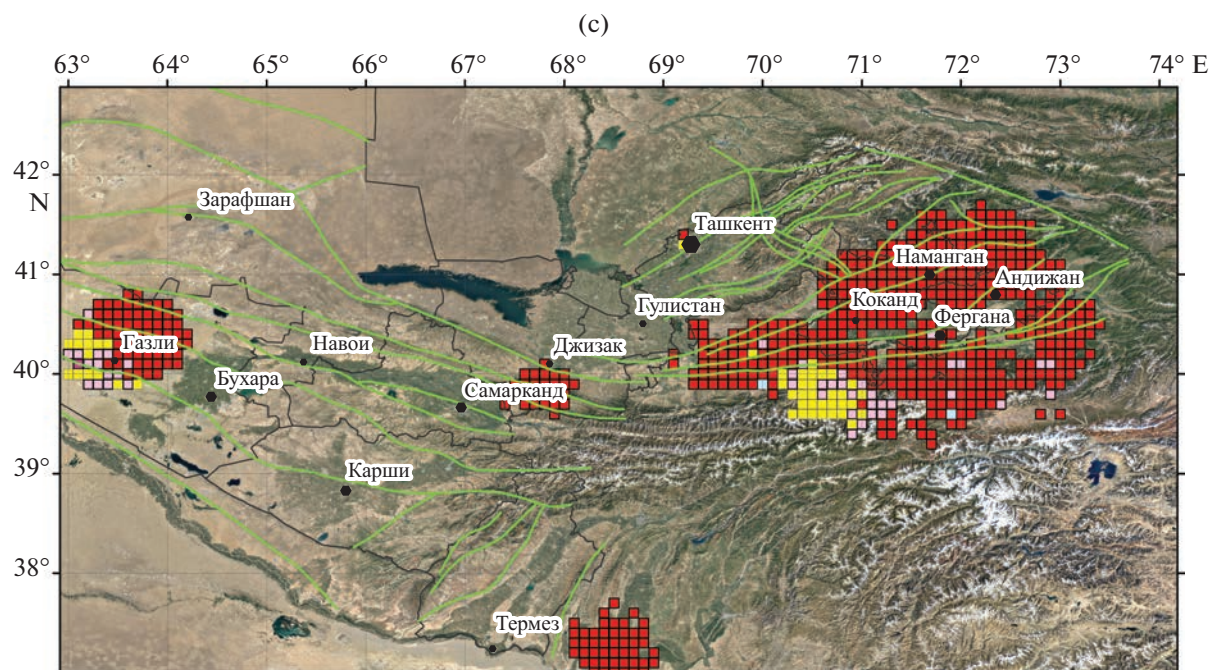 (c)
63° 64° 65° 66° 67° 68° 69° 70° 71° 72° 73° 74° E
42°
N
Зарафшан
Ташкент
41°
Наманган
Андижан
Гулистан
Коканд
Фергана
Газли
Навои
Джизак
40°
Бухара
Самарканд
39°
Карши
38°
Термез